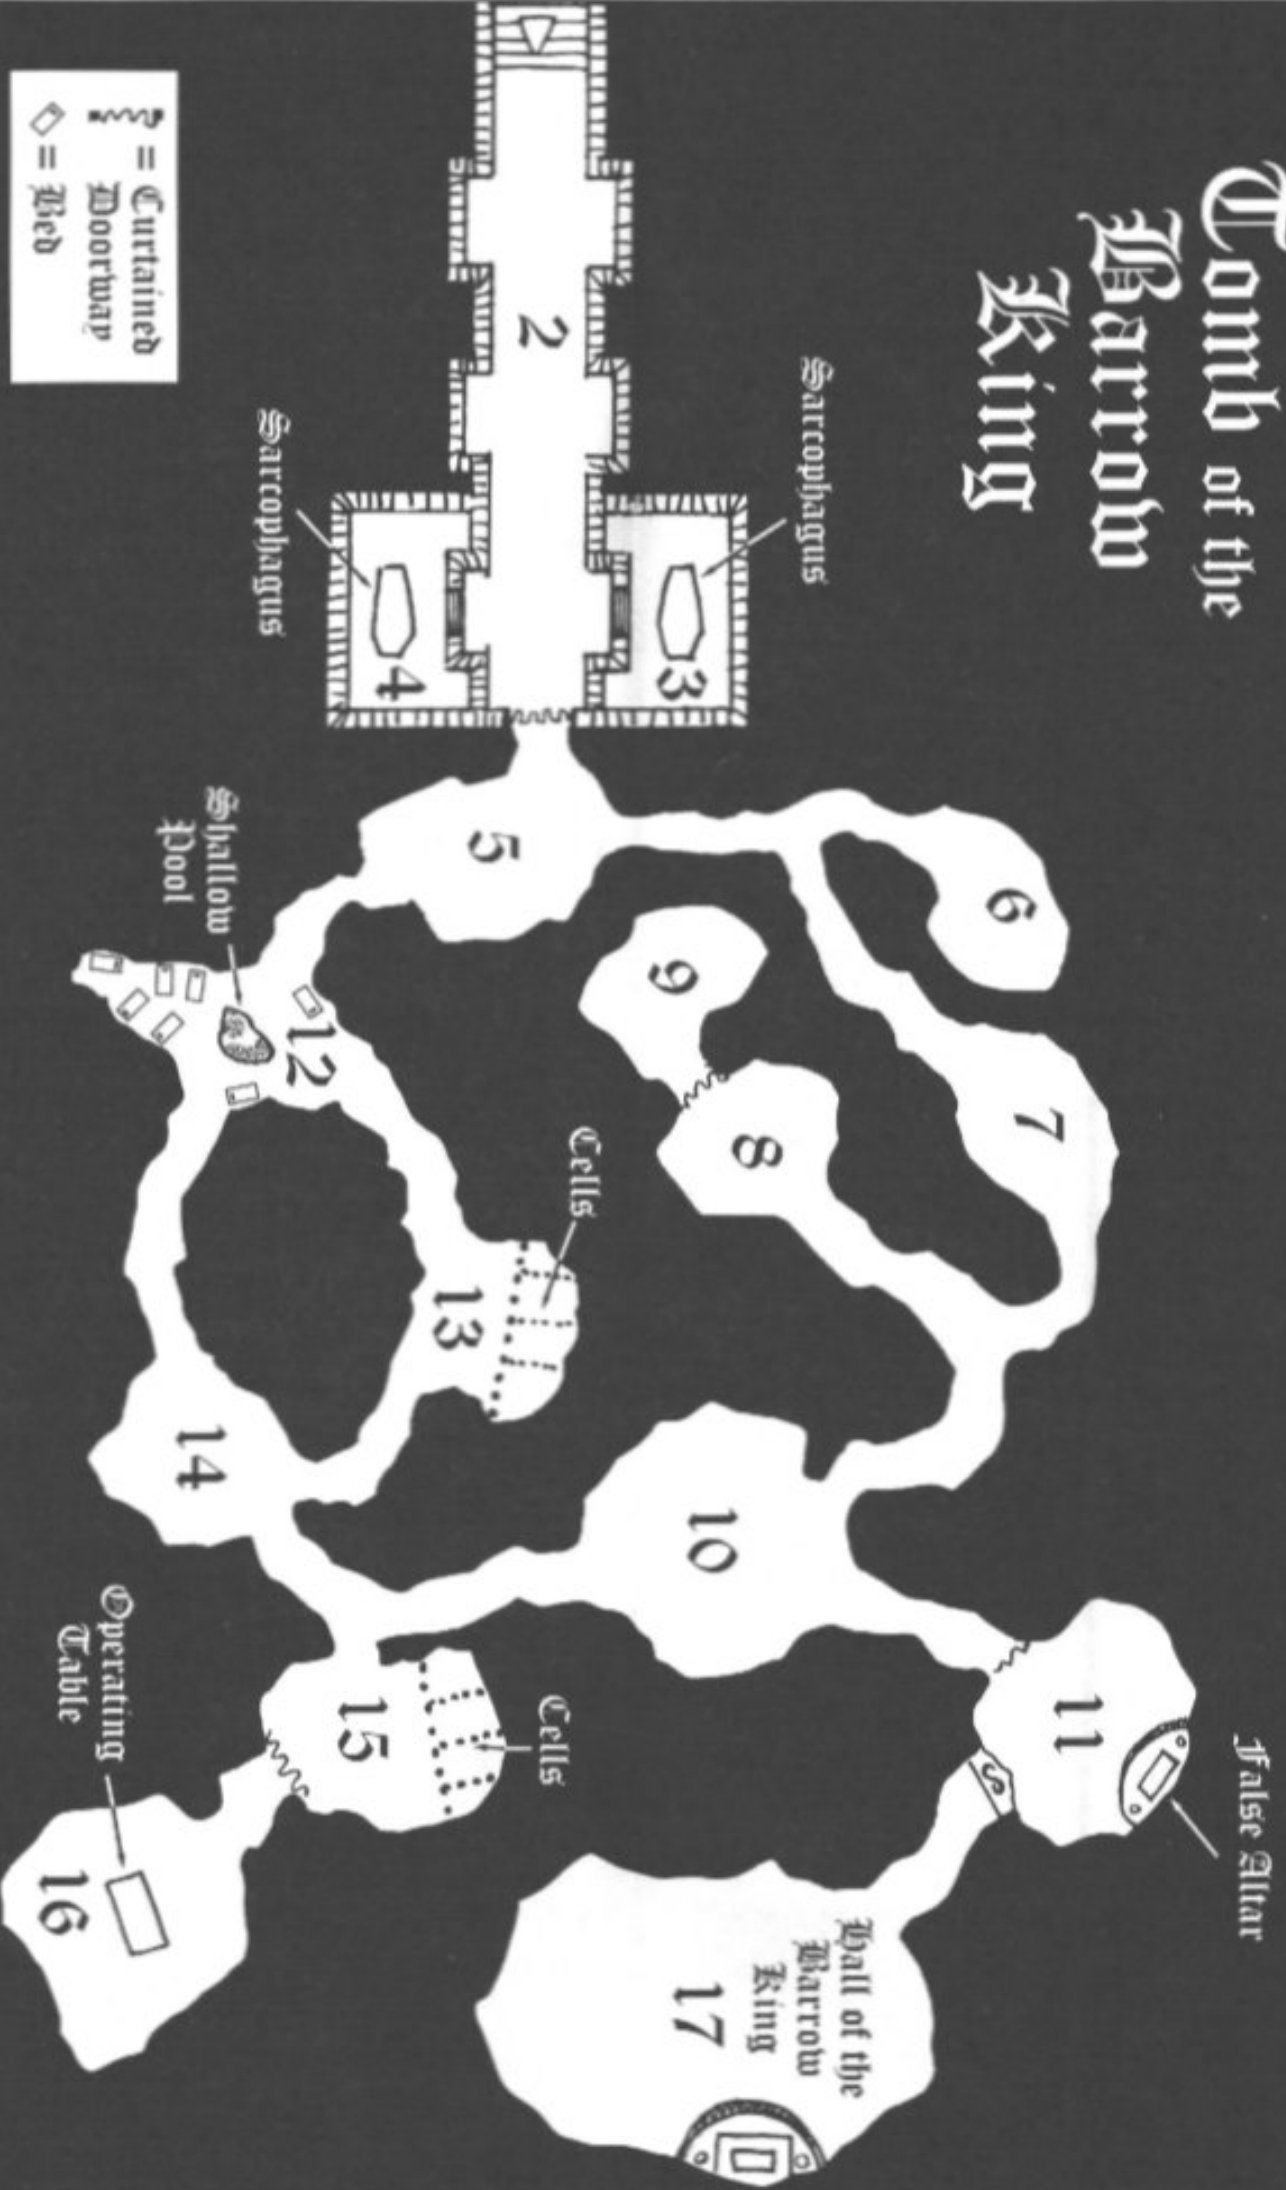 Tomb of the
Barrow
King
= Curtained
Doorway
= Bed
2
Sarcophagus
3
Sarcophagus
4
5
6
7
8
9
Shallow
Pool
12
Cells
13
14
10
11
False Altar
S
Cells
15
Operating
Table
16
Hall of the
Barrow
King
17